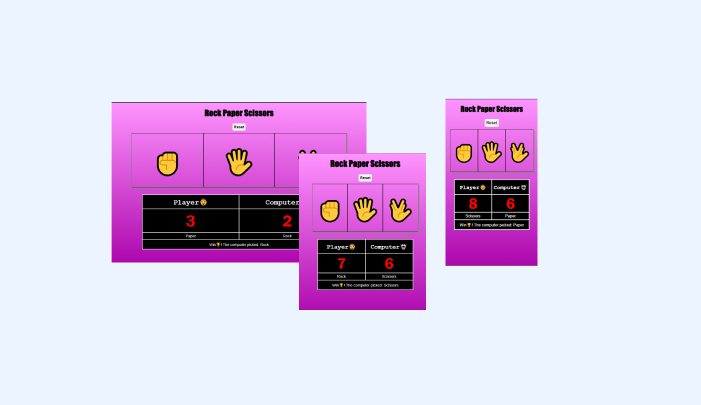 Rock Paper Scissors
Reset
Player Computer
3 2
Paper Rock
Win! The computer picked: Rock
Rock Paper Scissors
Reset
Player Computer
7 6
Rock Scissors
Win! The computer picked: Scissors
Rock Paper Scissors
Reset
Player Computer
8 6
Scissors Paper
Win! The computer picked: Paper